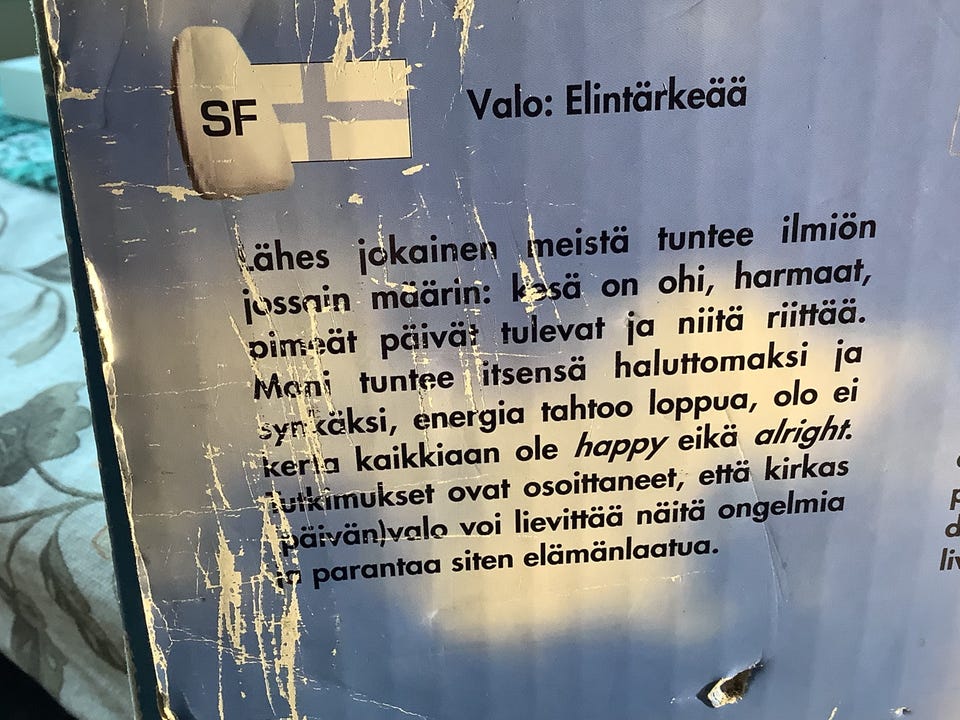 SF
Valo: Elintärkeää
Lähes jokainen meistä tuntee ilmiön
jossain määrin: kesä on ohi, harmaat,
pimeät päivät tulevat ja niitä riittää.
Moni tuntee itsensä haluttomaksi ja
synkäksi, energia tahtoo loppua, olo ei
kerta kaikkiaan ole happy eikä alright.
Tutkimukset ovat osoittaneet, että kirkas
(päivän)valo voi lievittää näitä ongelmia
ja parantaa siten elämänlaatua.